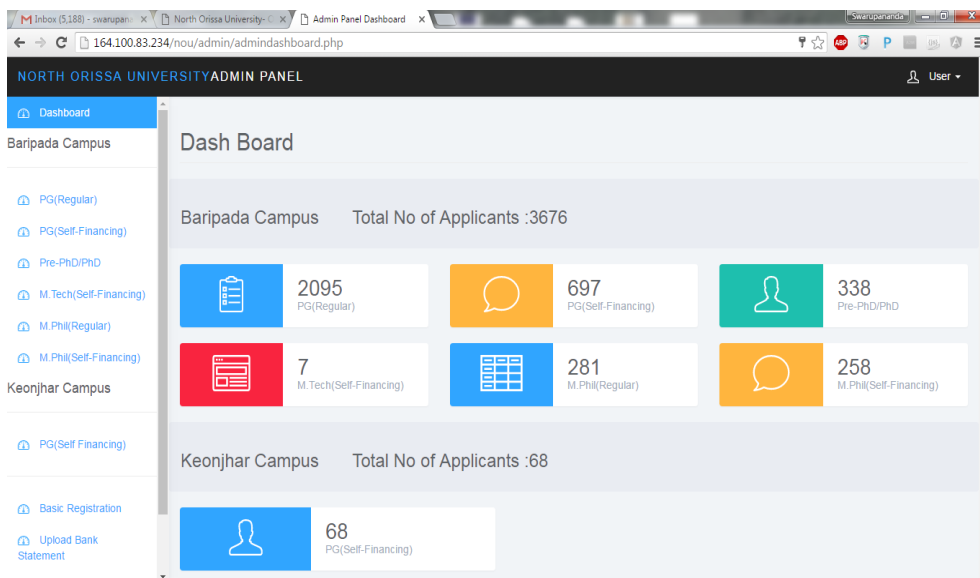 Inbox (5,188) - swarupan
North Orissa University- C
Admin Panel Dashboard
Swarupananda
164.100.83.234/nou/admin/admindashboard.php
ABP
P
NORTH ORISSA UNIVERSITYADMIN PANEL
User
Dashboard
Baripada Campus
PG(Regular)
PG(Self-Financing)
Pre-PhD/PhD
M.Tech(Self-Financing)
M.Phil(Regular)
M.Phil(Self-Financing)
Keonjhar Campus
PG(Self Financing)
Basic Registration
Upload Bank
Statement
Dash Board
Baripada Campus Total No of Applicants :3676
2095
PG(Regular)
697
PG(Self-Financing)
338
Pre-PhD/PhD
7
M.Tech(Self-Financing)
281
M.Phil(Regular)
258
M.Phil(Self-Financing)
Keonjhar Campus Total No of Applicants :68
68
PG(Self-Financing)